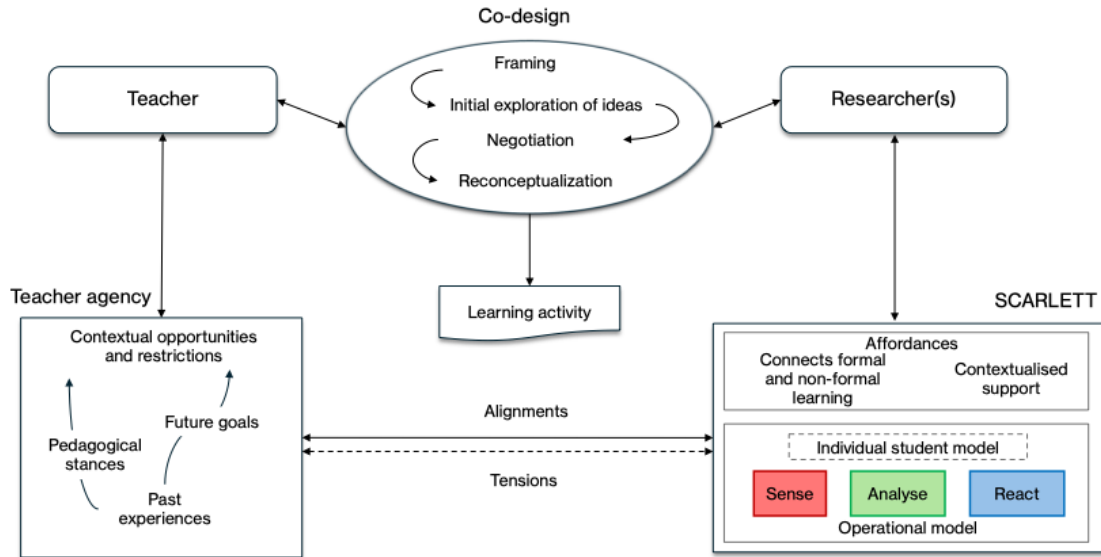 Co-design
Framing
Initial exploration of ideas
Negotiation
Reconceptualization
Teacher
Researcher(s)
Learning activity
Teacher agency
Contextual opportunities
and restrictions
Future goals
Pedagogical
stances
Past
experiences
Alignments
Tensions
SCARLETT
Affordances
Connects formal
and non-formal
learning
Contextualised
support
Individual student model
Sense
Analyse
React
Operational model